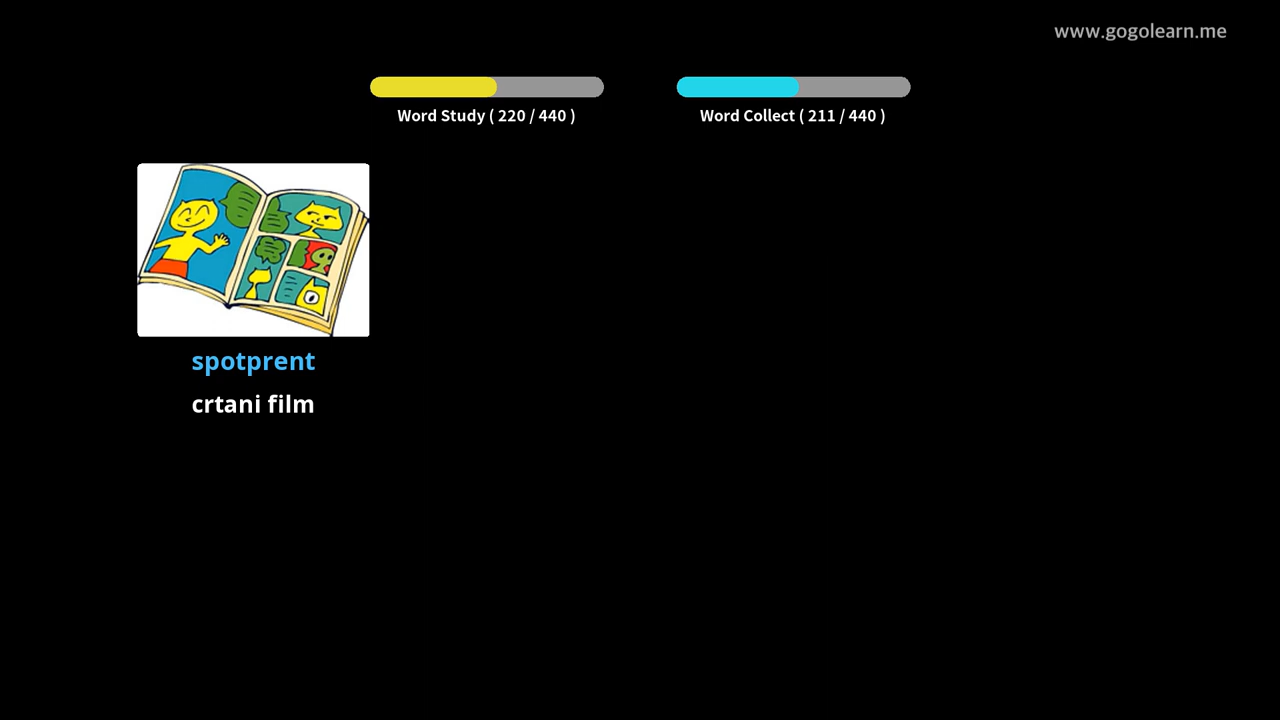 www.gogolearn.me
Word Study ( 220 / 440 )
Word Collect ( 211 / 440 )
spotprent
crtani film